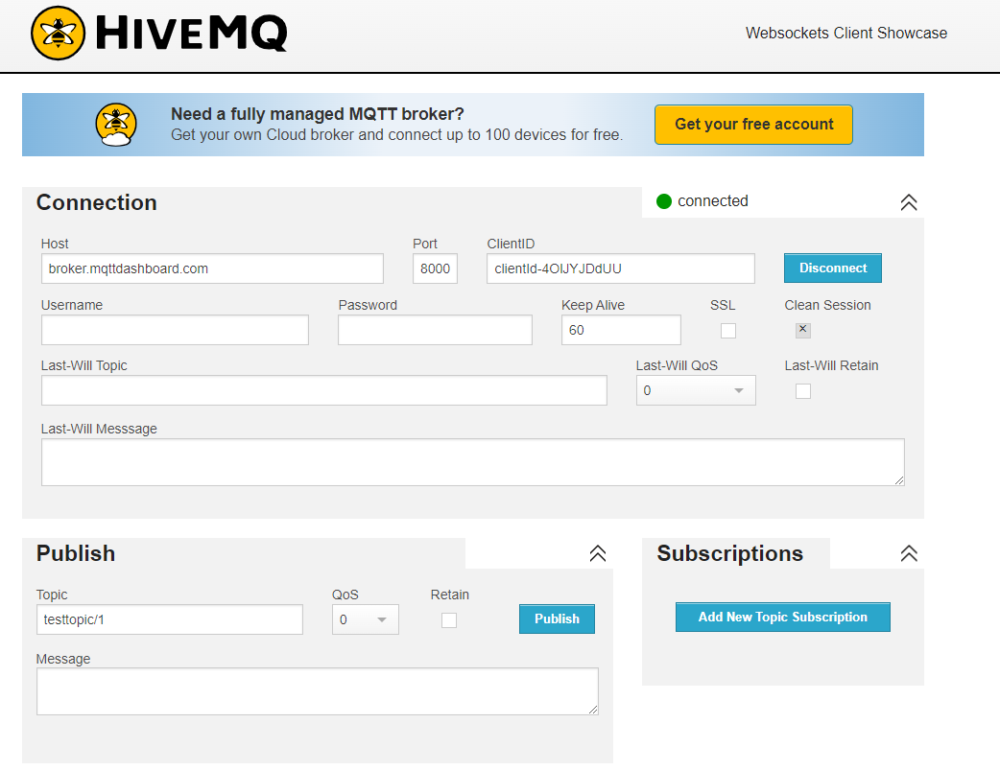 HIVEMQ
Websockets Client Showcase
Need a fully managed MQTT broker?
Get your own Cloud broker and connect up to 100 devices for free.
Get your free account
Connection
connected
Host
Port
ClientID
broker.mqttdashboard.com
8000
clientId-4OIJYJDdUU
Disconnect
Username
Password
Keep Alive
SSL
Clean Session
60
Last-Will Topic
Last-Will QoS
Last-Will Retain
0
Last-Will Messsage
Publish
Subscriptions
Topic
QoS
Retain
testtopic/1
0
Publish
Add New Topic Subscription
Message